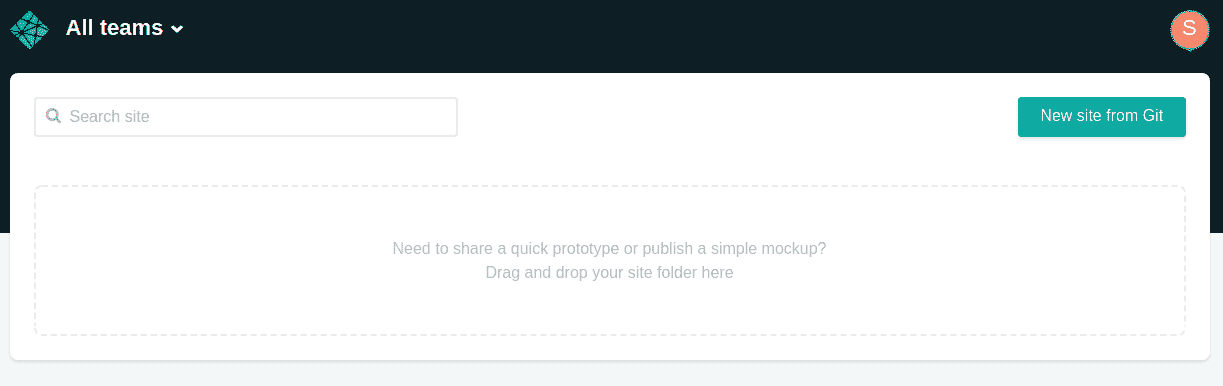 All teams
S
Search site
New site from Git
Need to share a quick prototype or publish a simple mockup?
Drag and drop your site folder here